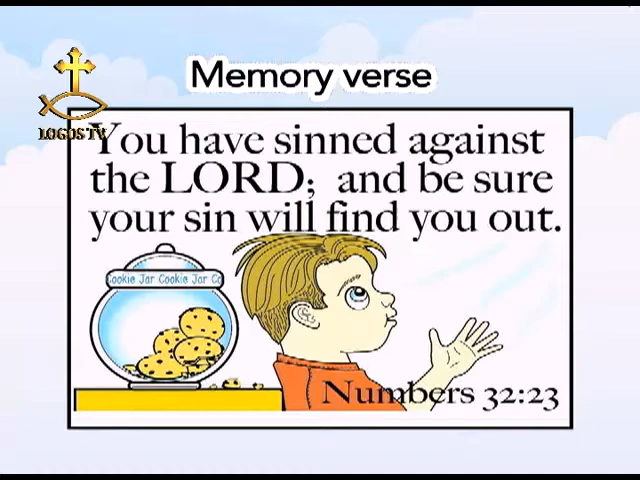 Memory verse
LOGOS TV
You have sinned against
the LORD; and be sure
your sin will find you out.
Cookie Jar Cookie Jar Co
Numbers 32:23